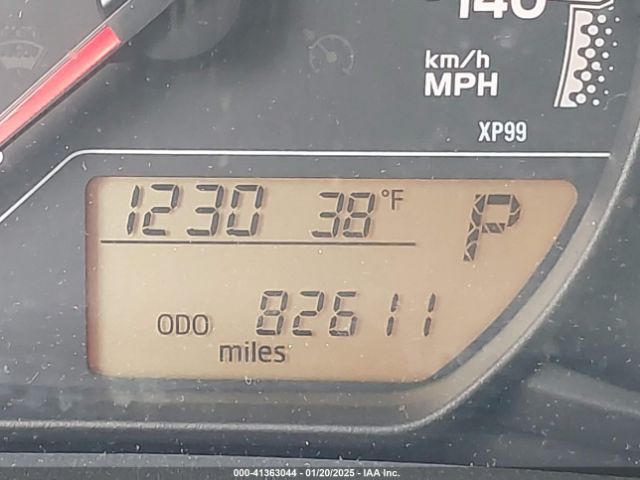 140
km/h
MPH
XP99
1230 38°F P
ODO 82611
miles
000-41363044 - 01/20/2025 - IAA Inc.